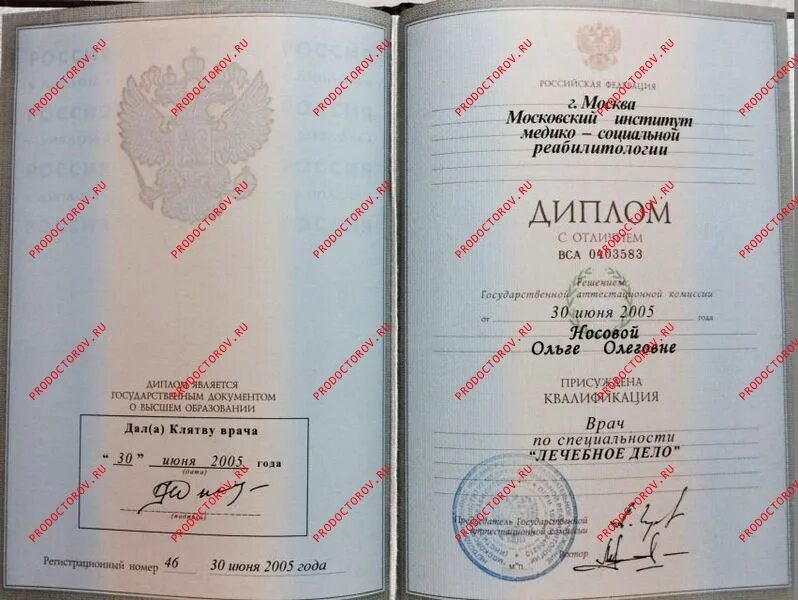 ДИПЛОМ ЯВЛЯЕТСЯ
ГОСУДАРСТВЕННЫМ ДОКУМЕНТОМ
О ВЫСШЕМ ОБРАЗОВАНИИ
Дал(а) Клятву врача
“ 30 ” июня 2005 года
(дата)
(подпись)
Регистрационный номер 46 30 июня 2005 года
РОССИЙСКАЯ ФЕДЕРАЦИЯ
г. Москва
Московский институт
медико – социальной
реабилитологии
ДИПЛОМ
С ОТЛИЧИЕМ
ВСА 0403583
Решением
Государственной аттестационной комиссии
от 30 июня 2005 года
Носовой
Ольге Олеговне
ПРИСУЖДЕНА
КВАЛИФИКАЦИЯ
Врач
по специальности
“ЛЕЧЕБНОЕ ДЕЛО”
Председатель Государственной
аттестационной комиссии
Ректор
М.П.
PRODOCTOROV.RU